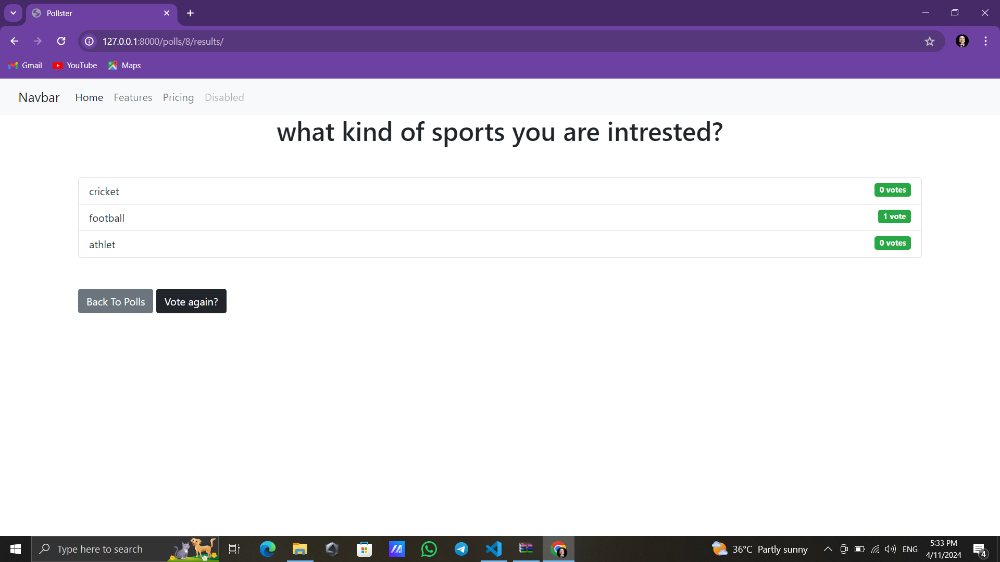 Pollster
127.0.0.1:8000/polls/8/results/
Gmail YouTube Maps
Navbar Home Features Pricing Disabled
what kind of sports you are intrested?
cricket 0 votes
football 1 vote
athlet 0 votes
Back To Polls Vote again?
Type here to search 36°C Partly sunny ENG 5:33 PM
4/11/2024 4